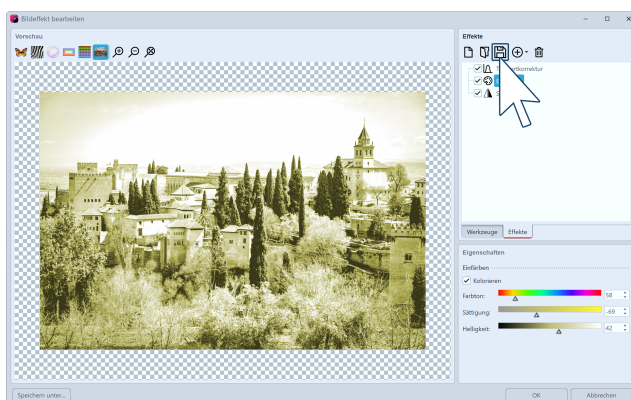 Bildeffekt bearbeiten
Vorschau
Effekte
Werkzeuge
Effekte
Eigenschaften
Einfärben
Kolorieren
Farbton:
58
Sättigung:
-69
Helligkeit:
42
Speichern unter...
OK
Abbrechen